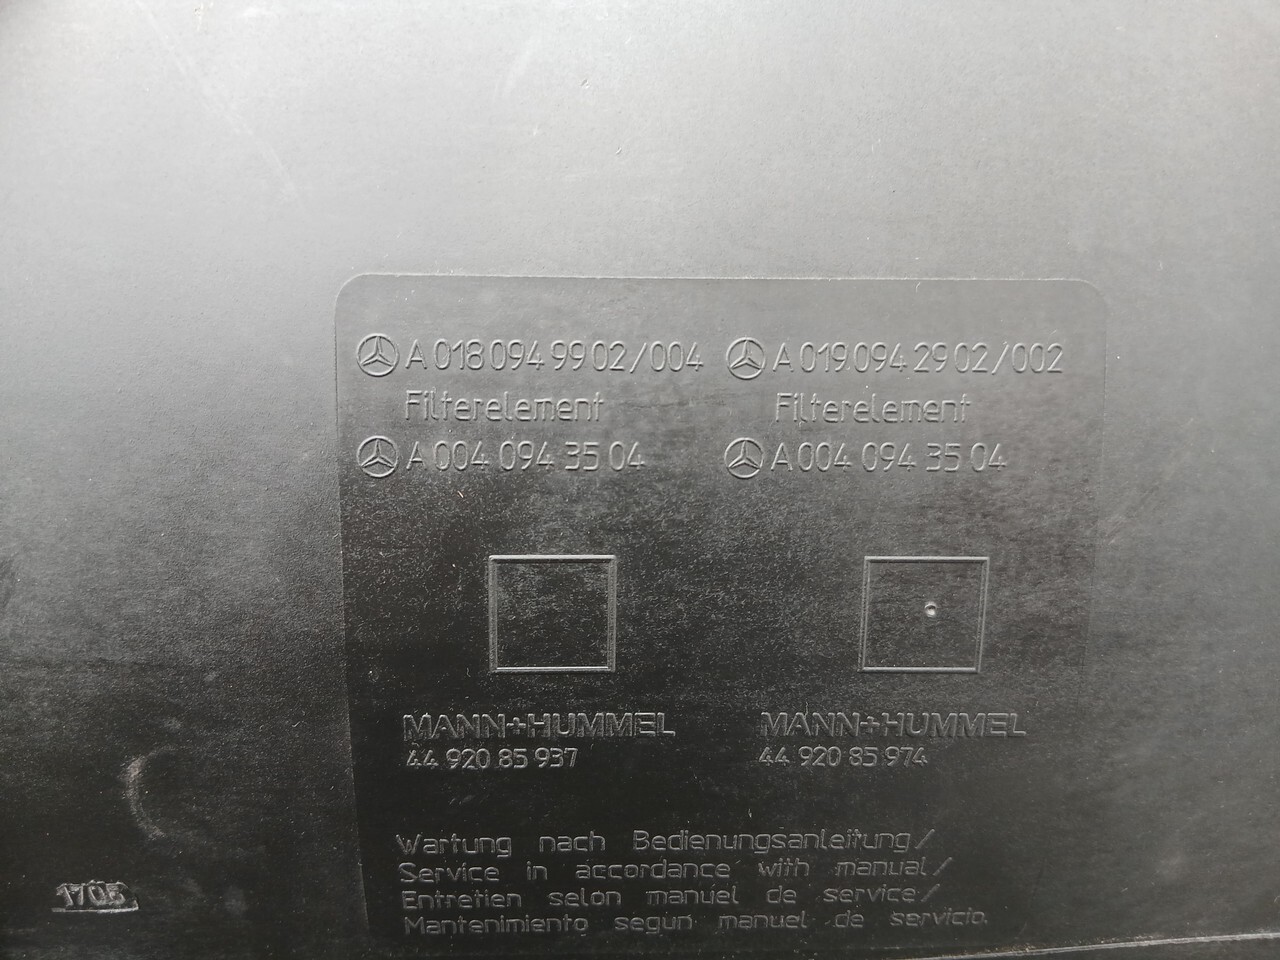 A 018 094 99 02/004 A 019 094 29 02/002
Filterelement Filterelement
A 004 094 35 04 A 004 094 35 04
MANN+HUMMEL MANN+HUMMEL
44 920 85 937 44 920 85 974
Wartung nach Bedienungsanleitung/
Service in accordance with manual/
Entretien selon manuel de service/
Mantenimiento segun manuel de servicio.